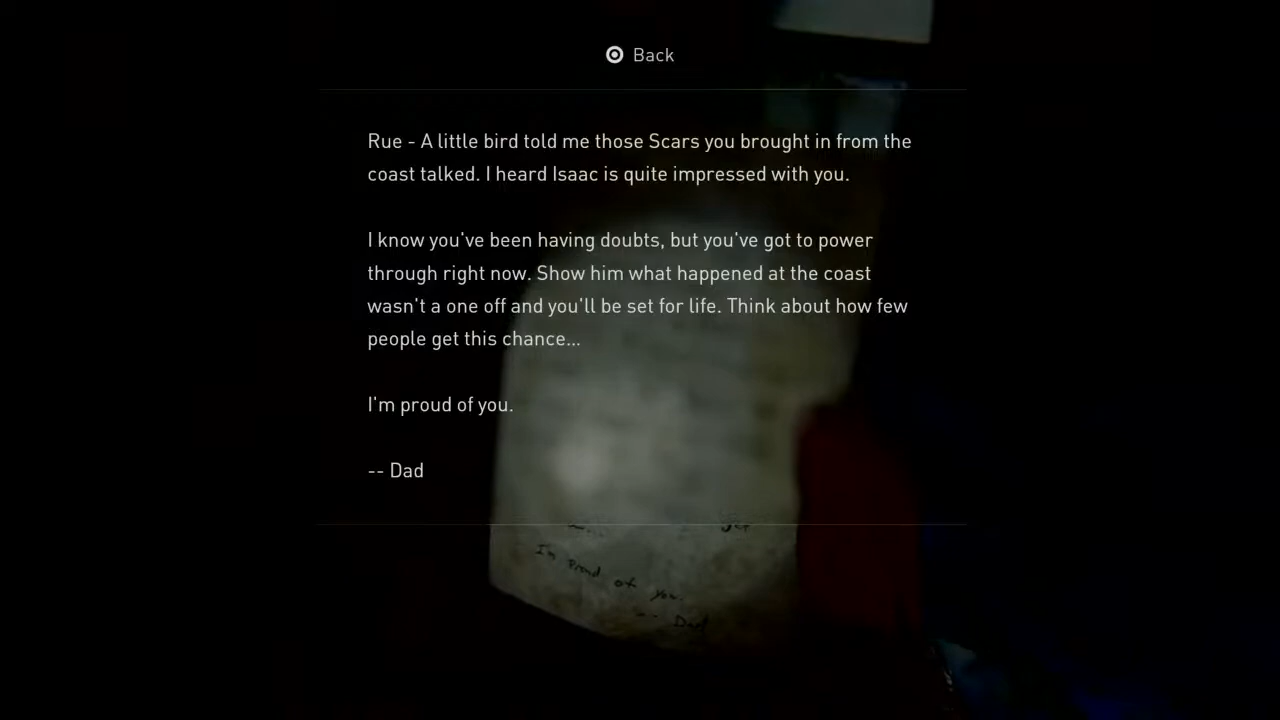 Back
Rue - A little bird told me those Scars you brought in from the
coast talked. I heard Isaac is quite impressed with you.
I know you've been having doubts, but you've got to power
through right now. Show him what happened at the coast
wasn't a one off and you'll be set for life. Think about how few
people get this chance...
I'm proud of you.
-- Dad
get
I'm proud of you.
-- Dad